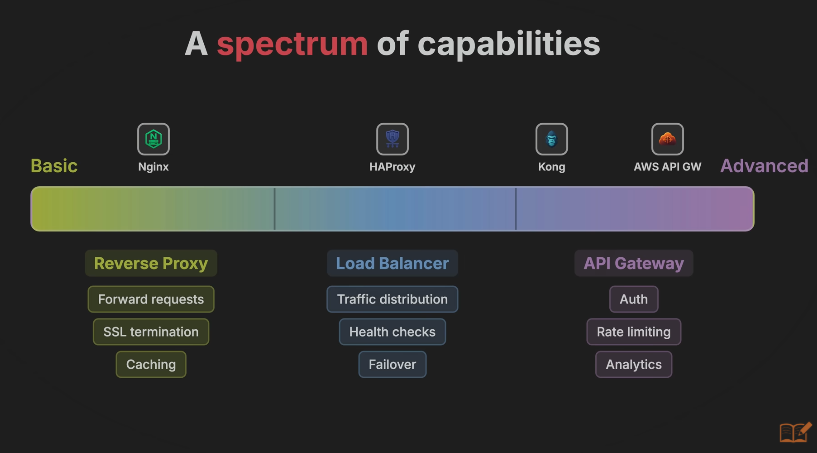 A spectrum of capabilities
Nginx
HAProxy
Kong
AWS API GW
Basic
Advanced
Reverse Proxy
Load Balancer
API Gateway
Forward requests
Traffic distribution
Auth
SSL termination
Health checks
Rate limiting
Caching
Failover
Analytics